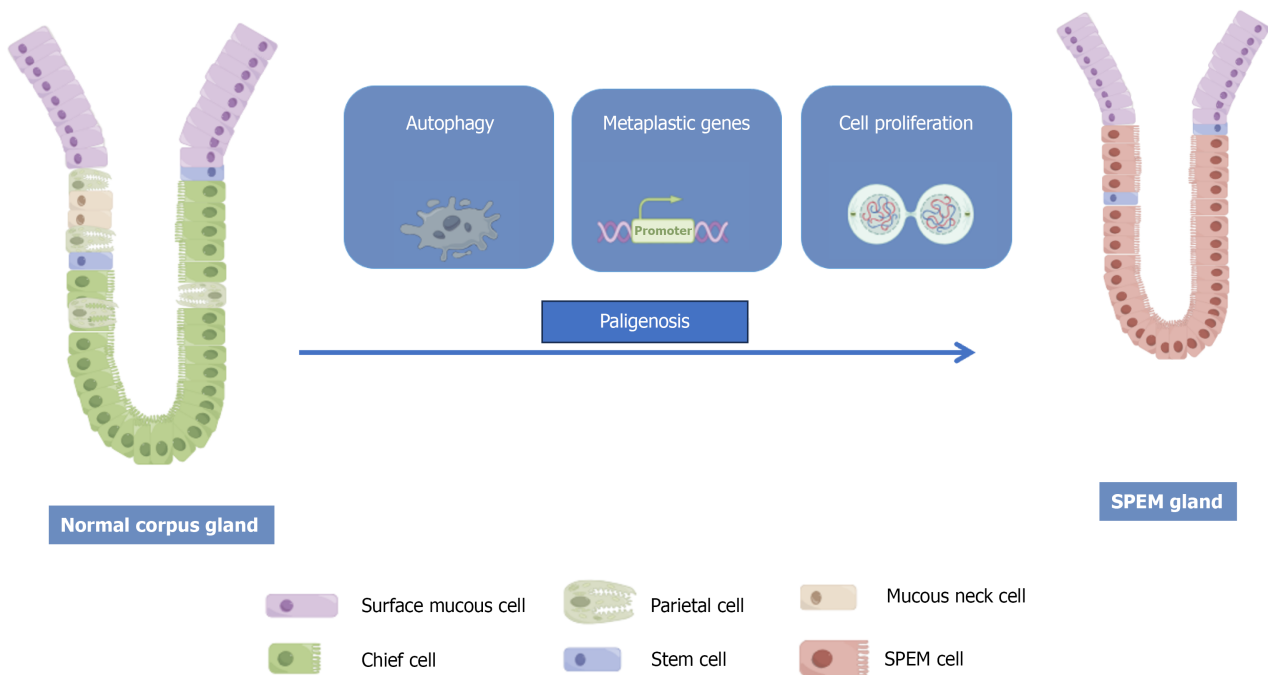 Autophagy
Metaplastic genes
Cell proliferation
Promoter
Paligenosis
Normal corpus gland
SPEM gland
Surface mucous cell
Parietal cell
Mucous neck cell
Chief cell
Stem cell
SPEM cell